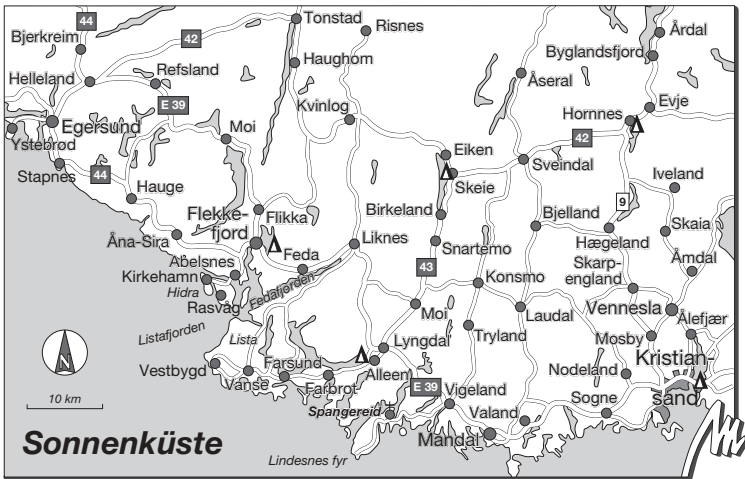 44
Tonstad
Risnes
Årdal
Bjerkreim
42
Byglandsfjord
Haughom
Helleland
Refsland
Åseral
E 39
Kvinlog
Hornnes
Evje
Egersund
Moi
42
Ystebrød
Eiken
Sveindal
Stapnes
44
Skeie
Iveland
Hauge
9
Flekke-
fjord
Flikka
Birkeland
Bjelland
Skaia
Åna-Sira
Liknes
Hægeland
Abelsnes
Feda
Snartemo
Skarp-
england
Åmdal
Kirkehamn
43
Konsmo
Hidra
Fedafjorden
Rasvåg
Moi
Laudal
Vennesla
Listafjorden
Ålefjær
Lista
Tryland
Mosby
N
Lyngdal
Kristian-
sand
Vestbygd
Farsund
Alleen
Nodeland
Vanse
Farbrot
E 39
Vigeland
10 km
Spangereid
Valand
Sogne
Mandal
Sonnenküste
Lindesnes fyr